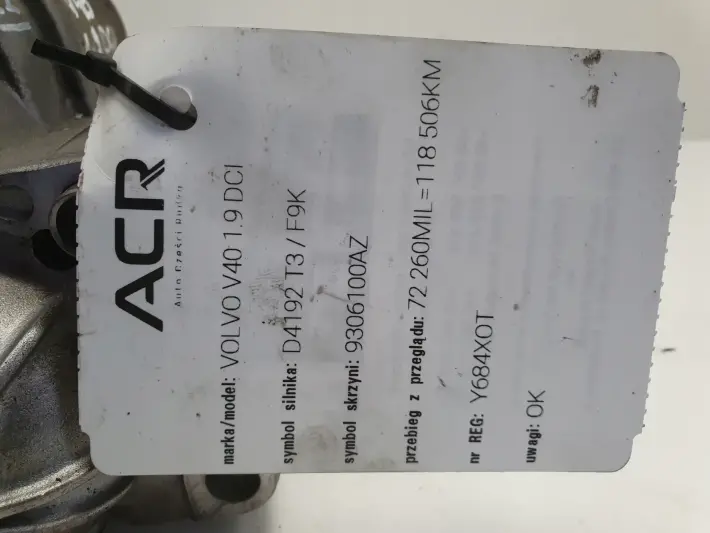 ACR
Auto Części Rudey
marka/model: VOLVO V40 1.9 DCI
symbol silnika: D4192 T3 / F9K
symbol skrzyni: 9306100AZ
przebieg z przeglądu: 72 260MIL=118 506KM
nr REG: Y684XOT
uwagi: OK